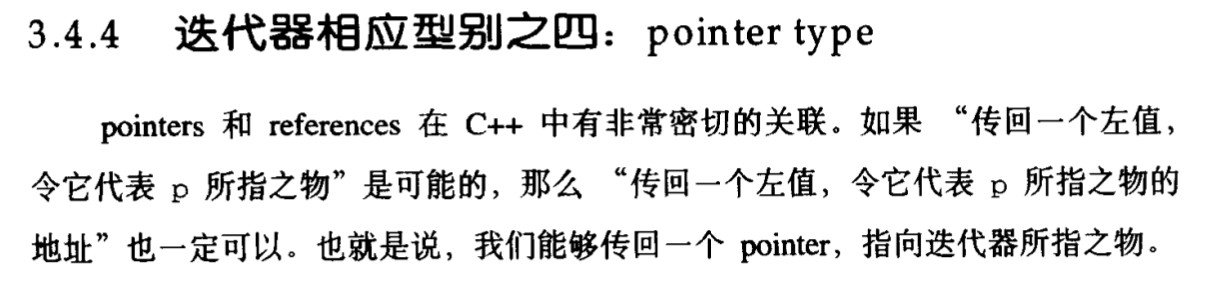 3.4.4 迭代器相应型别之四：pointer type
pointers 和 references 在 C++ 中有非常密切的关联。如果 “传回一个左值，
令它代表 p 所指之物”是可能的，那么 “传回一个左值，令它代表 p 所指之物的
地址”也一定可以。也就是说，我们能够传回一个 pointer，指向迭代器所指之物。